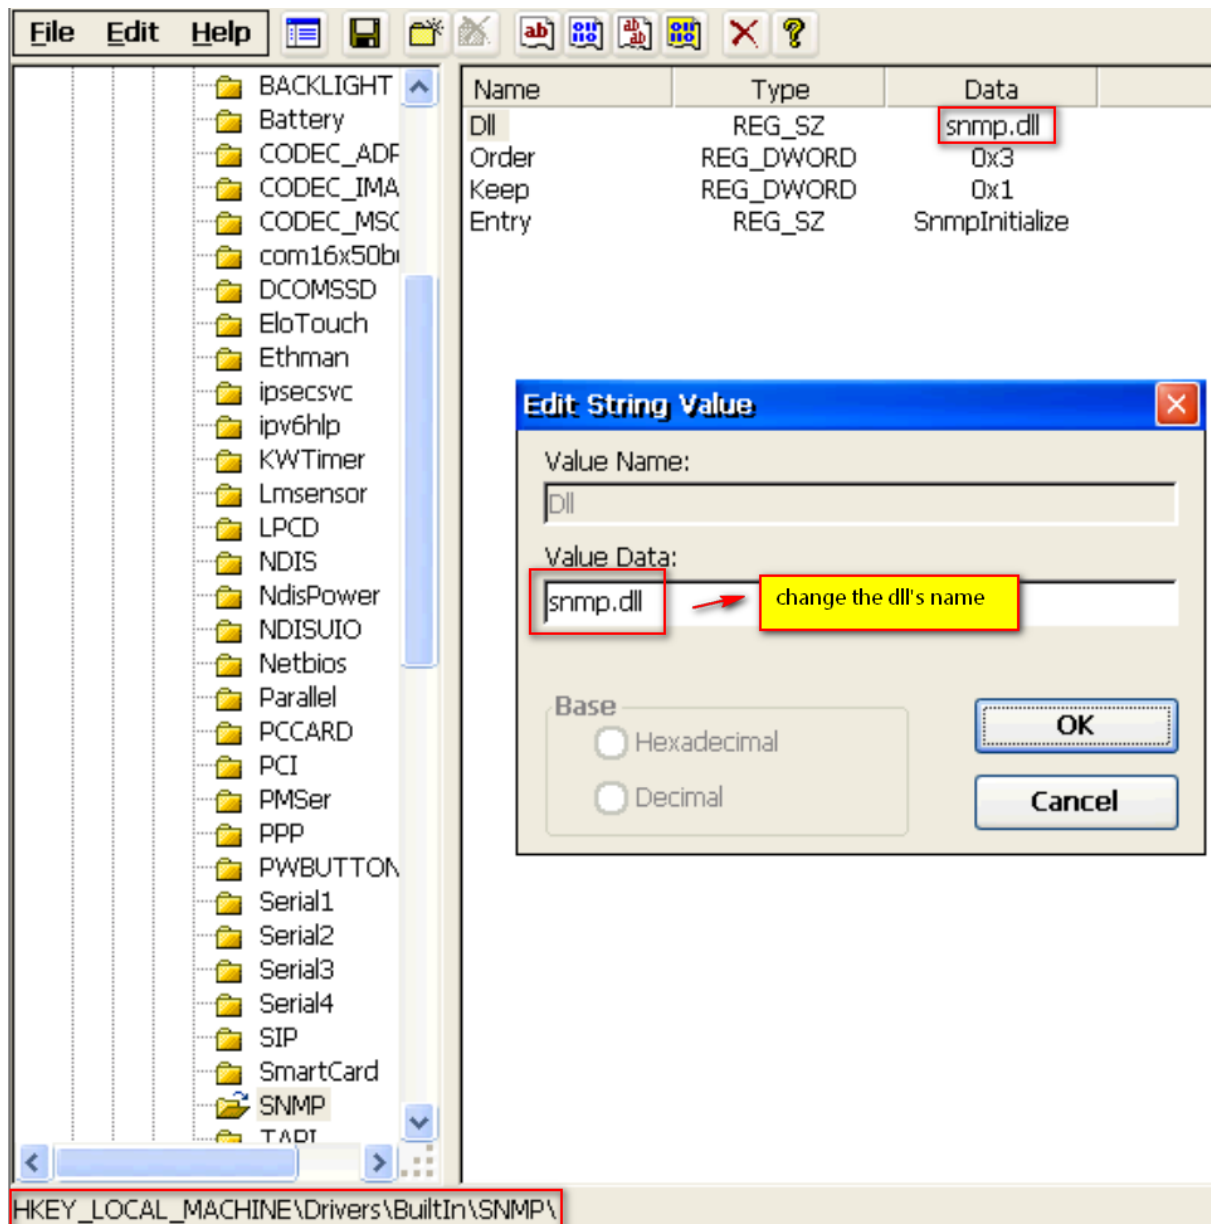 File Edit Help
BACKLIGHT
Battery
CODEC_ADP
CODEC_IMA
CODEC_MSG
com16x50b
DCOMSSD
EloTouch
Ethman
ipsecsvc
ipv6hlp
KWTimer
Lmsensor
LPCD
NDIS
NdisPower
NDISUIO
Netbios
Parallel
PCCARD
PCI
PMSer
PPP
PWBUTTON
Serial1
Serial2
Serial3
Serial4
SIP
SmartCard
SNMP
TAPI
Name Type Data
Dll REG_SZ snmp.dll
Order REG_DWORD 0x3
Keep REG_DWORD 0x1
Entry REG_SZ SnmpInitialize
Edit String Value
Value Name:
Dll
Value Data:
snmp.dll
change the dll's name
Base
Hexadecimal
Decimal
OK
Cancel
HKEY_LOCAL_MACHINE\Drivers\BuiltIn\SNMP\